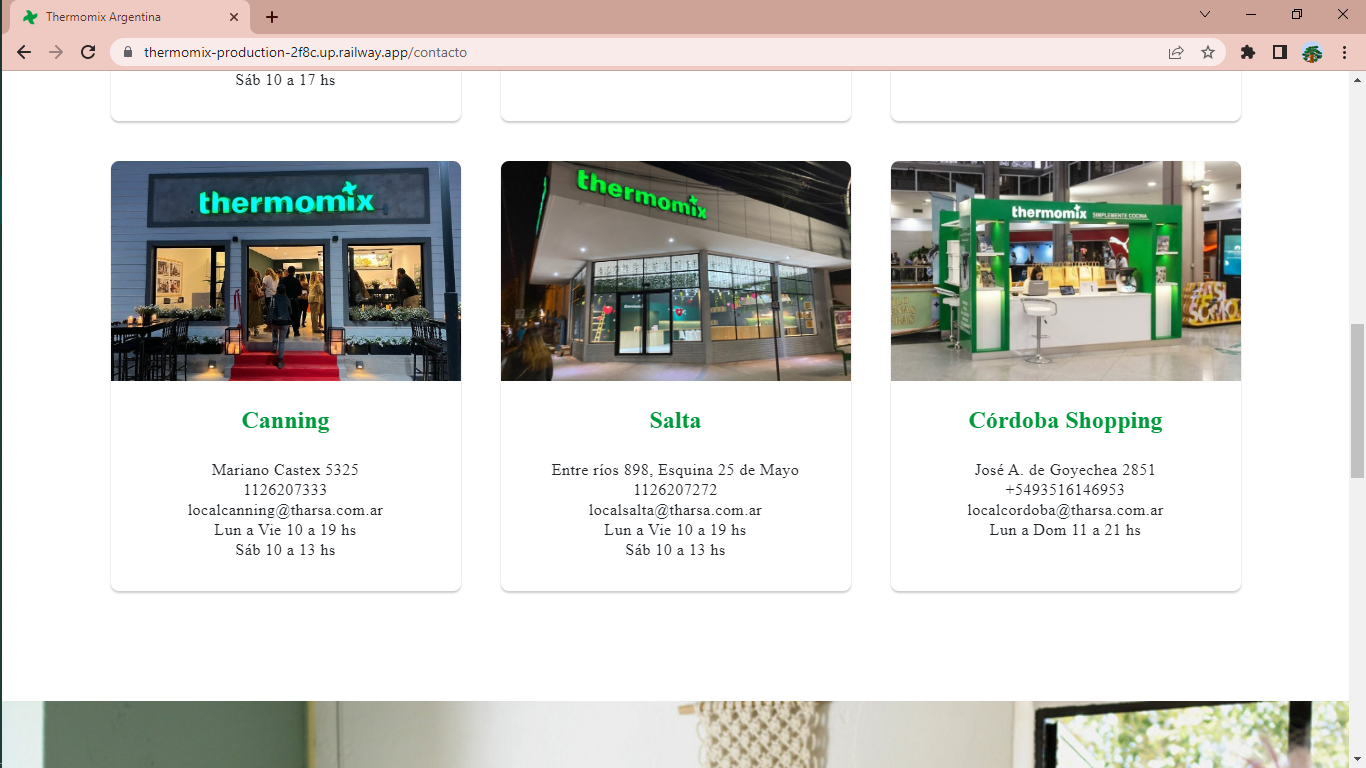 Thermomix Argentina
thermomix-production-2f8c.up.railway.app/contacto
Sáb 10 a 17 hs
thermomix
thermomix
thermomix SIMPLEMENTE COCINA
Canning
Mariano Castex 5325
1126207333
localcanning@tharsa.com.ar
Lun a Vie 10 a 19 hs
Sáb 10 a 13 hs
Salta
Entre ríos 898, Esquina 25 de Mayo
1126207272
localsalta@tharsa.com.ar
Lun a Vie 10 a 19 hs
Sáb 10 a 13 hs
Córdoba Shopping
José A. de Goyechea 2851
+5493516146953
localcordoba@tharsa.com.ar
Lun a Dom 11 a 21 hs